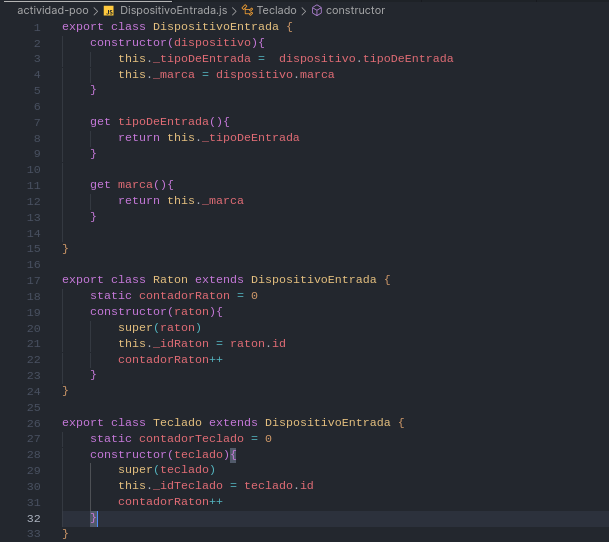 actividad-poo > JS DispositivoEntrada.js > Teclado > constructor
1 export class DispositivoEntrada {
2     constructor(dispositivo){
3         this._tipoDeEntrada =  dispositivo.tipoDeEntrada
4         this._marca = dispositivo.marca
5     }
6
7     get tipoDeEntrada(){
8         return this._tipoDeEntrada
9     }
10
11     get marca(){
12         return this._marca
13     }
14
15 }
16
17 export class Raton extends DispositivoEntrada {
18     static contadorRaton = 0
19     constructor(raton){
20         super(raton)
21         this._idRaton = raton.id
22         contadorRaton++
23     }
24 }
25
26 export class Teclado extends DispositivoEntrada {
27     static contadorTeclado = 0
28     constructor(teclado){
29         super(teclado)
30         this._idTeclado = teclado.id
31         contadorRaton++
32     }
33 }